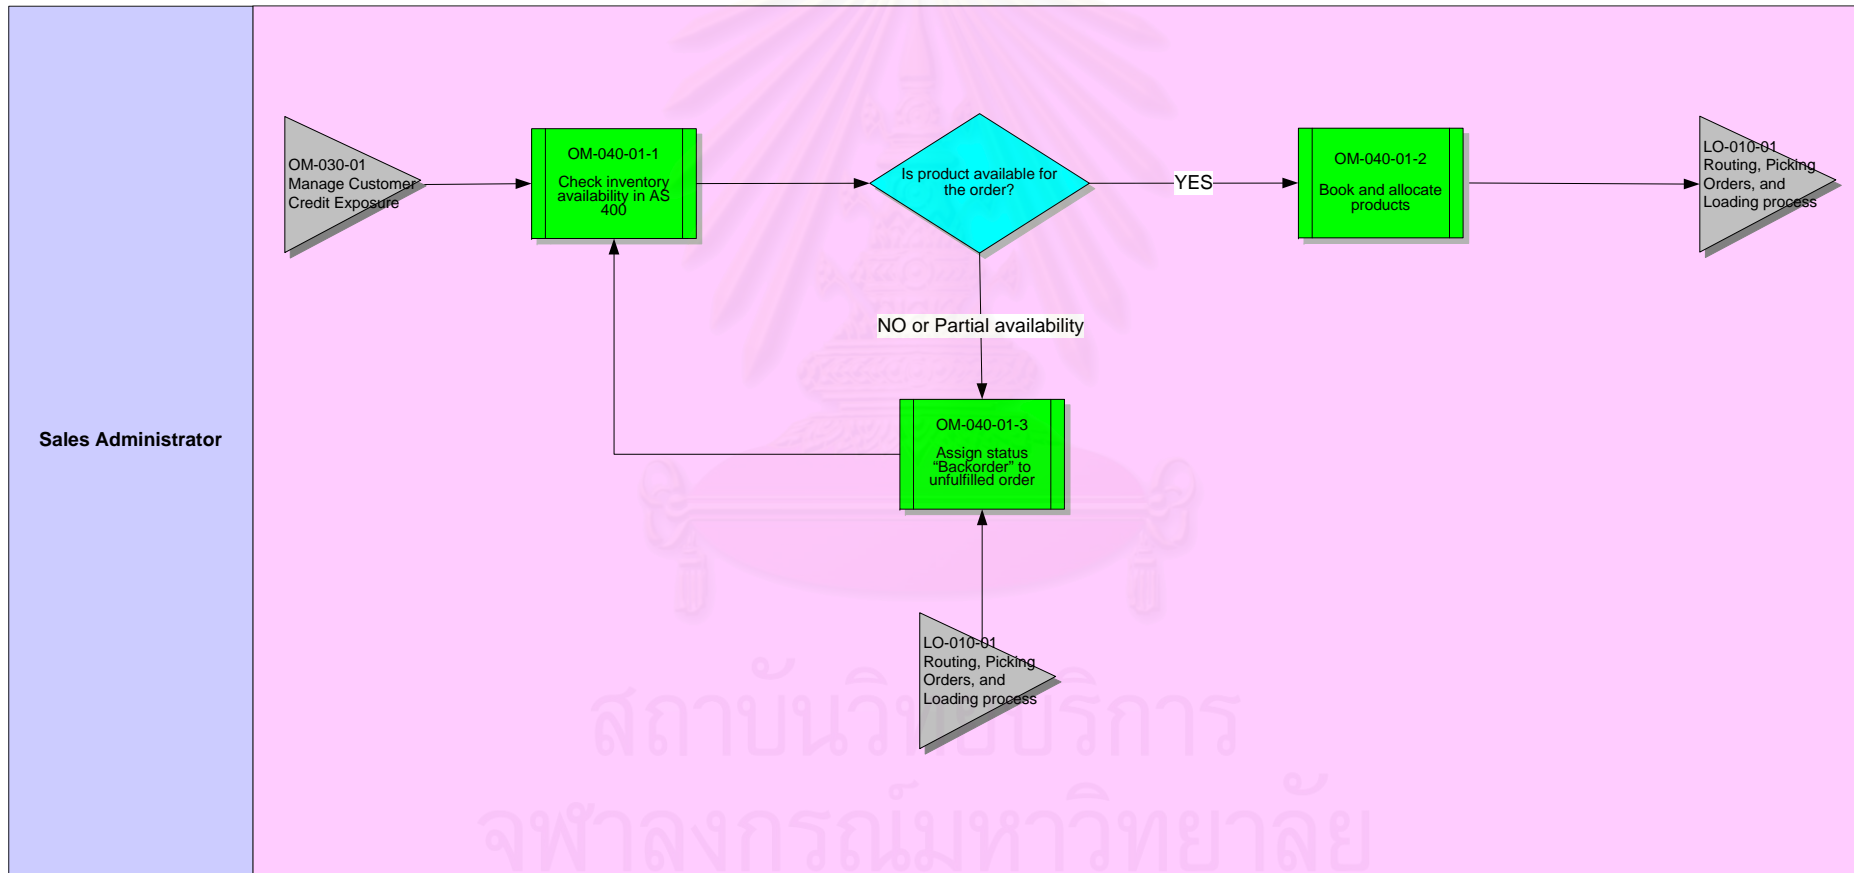 OM-030-01
Manage Customer
Credit Exposure
OM-040-01-1
Check inventory
availability in AS
400
Is product available for
the order?
YES
OM-040-01-2
Book and allocate
products
LO-010-01
Routing, Picking
Orders, and
Loading process
NO or Partial availability
Sales Administrator
OM-040-01-3
Assign status
“Backorder” to
unfulfilled order
LO-010-01
Routing, Picking
Orders, and
Loading process
สถาบันวิทยบริการ
จุฬาลงกรณ์มหาวิทยาลัย